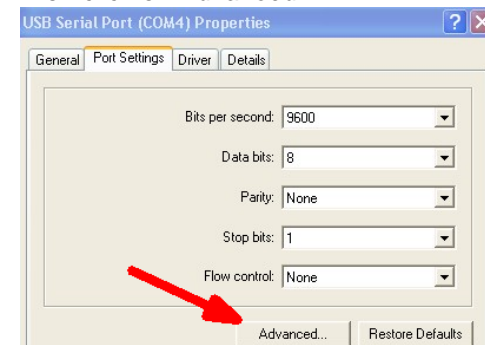 USB Serial Port (COM4) Properties
General Port Settings Driver Details
Bits per second: 9600
Data bits: 8
Parity: None
Stop bits: 1
Flow control: None
Advanced... Restore Defaults